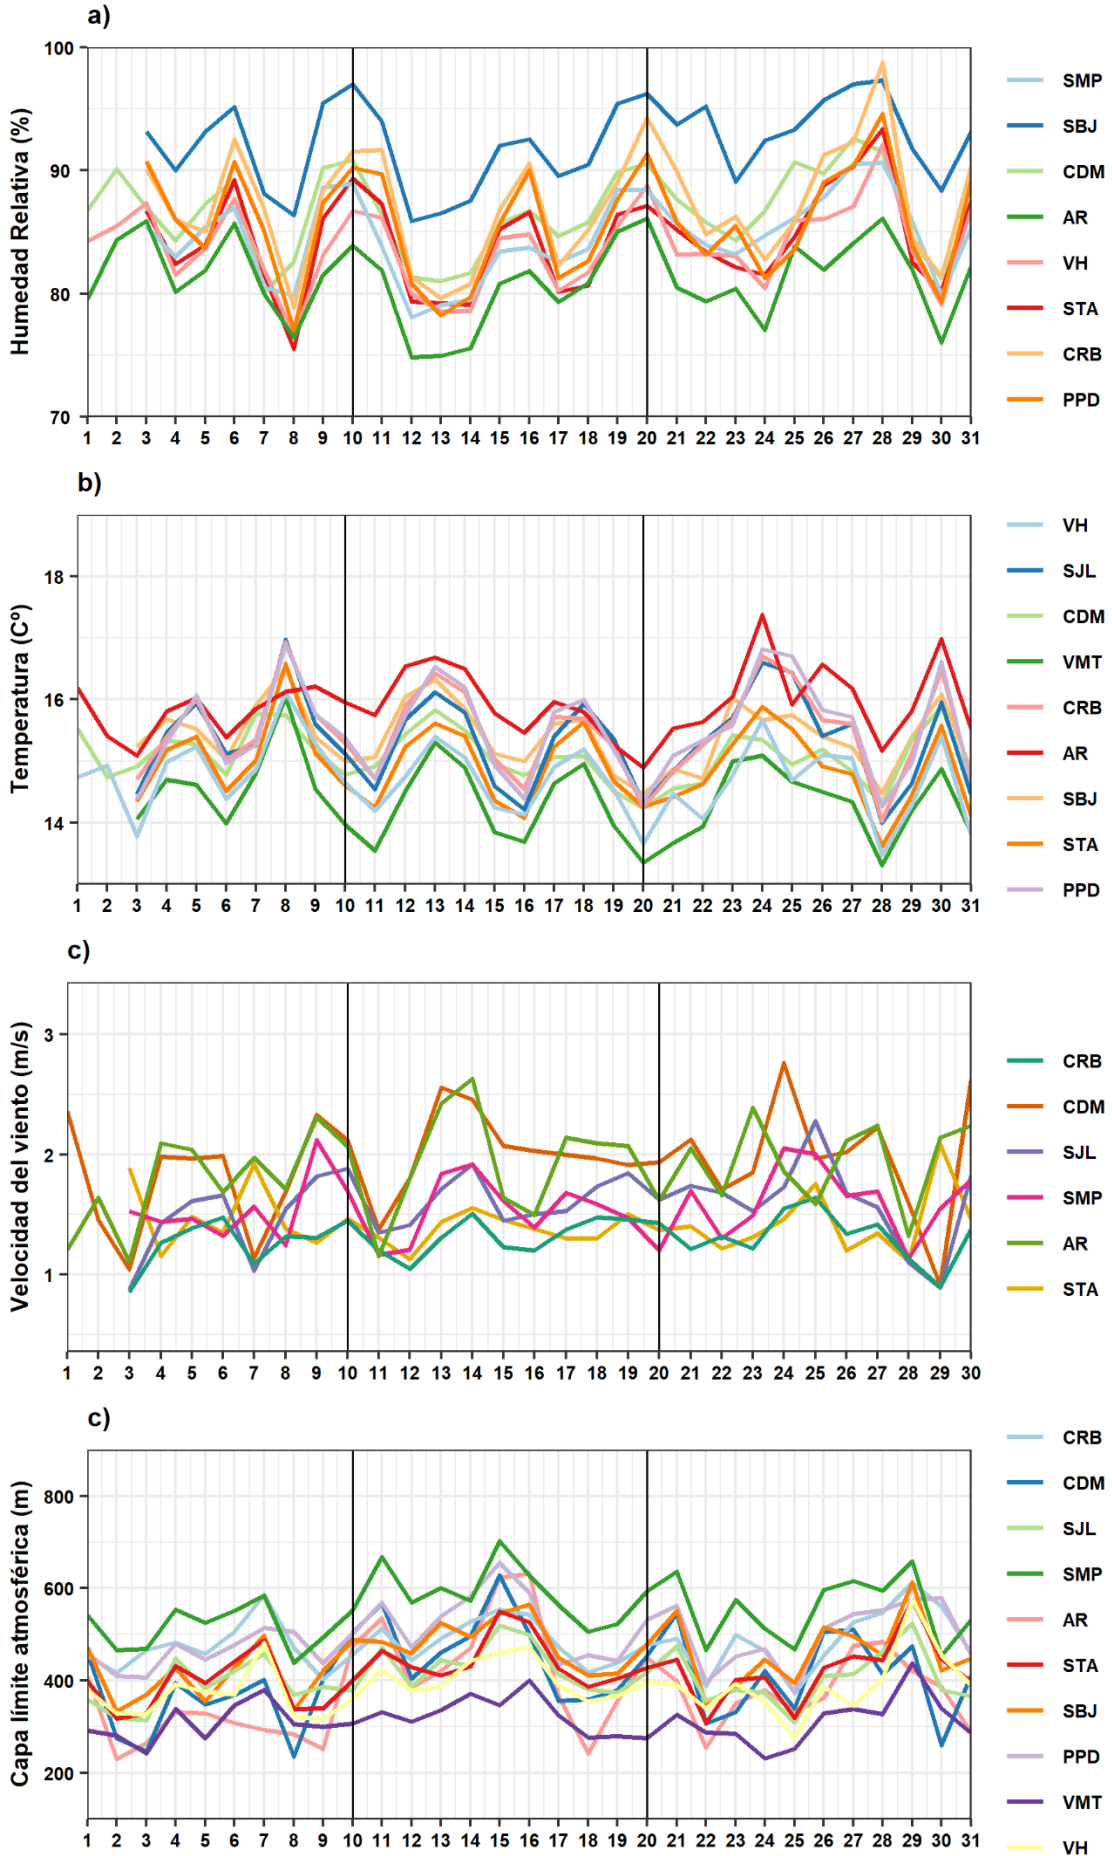 a)
Humedad Relativa (%)
100
90
80
70
1 2 3 4 5 6 7 8 9 10 11 12 13 14 15 16 17 18 19 20 21 22 23 24 25 26 27 28 29 30 31
SMP
SBJ
CDM
AR
VH
STA
CRB
PPD
b)
Temperatura (Cº)
18
16
14
1 2 3 4 5 6 7 8 9 10 11 12 13 14 15 16 17 18 19 20 21 22 23 24 25 26 27 28 29 30 31
VH
SJL
CDM
VMT
CRB
AR
SBJ
STA
PPD
c)
Velocidad del viento (m/s)
3
2
1
1 2 3 4 5 6 7 8 9 10 11 12 13 14 15 16 17 18 19 20 21 22 23 24 25 26 27 28 29 30
CRB
CDM
SJL
SMP
AR
STA
c)
Capa límite atmosférica (m)
800
600
400
200
1 2 3 4 5 6 7 8 9 10 11 12 13 14 15 16 17 18 19 20 21 22 23 24 25 26 27 28 29 30 31
CRB
CDM
SJL
SMP
AR
STA
SBJ
PPD
VMT
VH